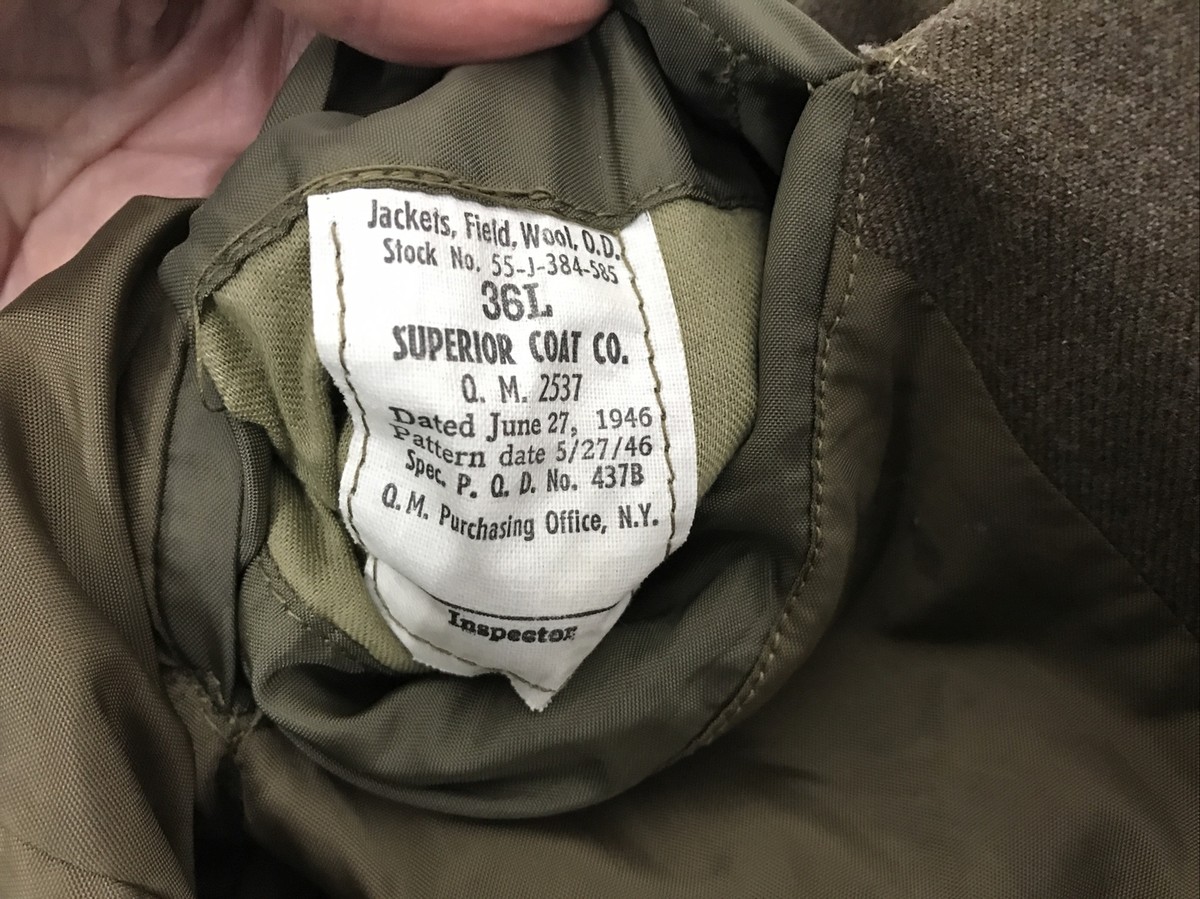 Jackets, Field, Wool, O.D.
Stock No. 55-J-384-585
36L
SUPERIOR COAT CO.
Q. M. 2537
Dated June 27, 1946
Pattern date 5/27/46
Spec. P. Q. D. No. 437B
Q.M. Purchasing Office, N.Y.
Inspector